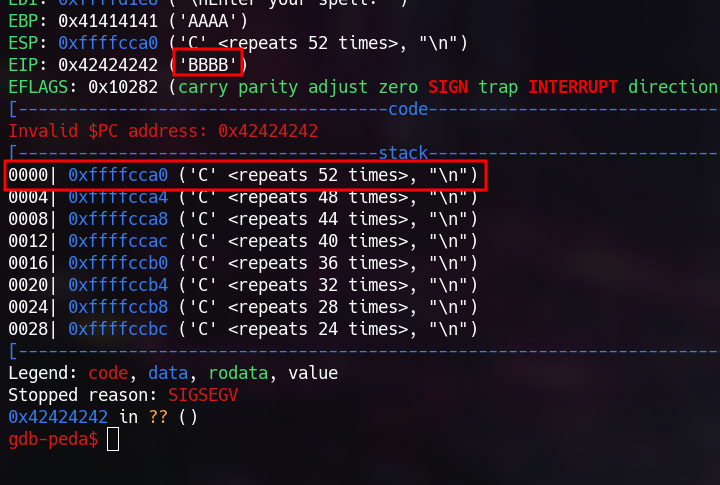 EDI: 0xffffd1e8 ("\nEnter your spell: ")
EBP: 0x41414141 ('AAAA')
ESP: 0xffffcca0 ('C' <repeats 52 times>, "\n")
EIP: 0x42424242 ('BBBB')
EFLAGS: 0x10282 (carry parity adjust zero SIGN trap INTERRUPT direction
[-------------------------------------code-----------------------------
Invalid $PC address: 0x42424242
[------------------------------------stack-----------------------------
0000| 0xffffcca0 ('C' <repeats 52 times>, "\n")
0004| 0xffffcca4 ('C' <repeats 48 times>, "\n")
0008| 0xffffcca8 ('C' <repeats 44 times>, "\n")
0012| 0xffffccac ('C' <repeats 40 times>, "\n")
0016| 0xffffccb0 ('C' <repeats 36 times>, "\n")
0020| 0xffffccb4 ('C' <repeats 32 times>, "\n")
0024| 0xffffccb8 ('C' <repeats 28 times>, "\n")
0028| 0xffffccbc ('C' <repeats 24 times>, "\n")
[----------------------------------------------------------------------
Legend: code, data, rodata, value
Stopped reason: SIGSEGV
0x42424242 in ?? ()
gdb-peda$